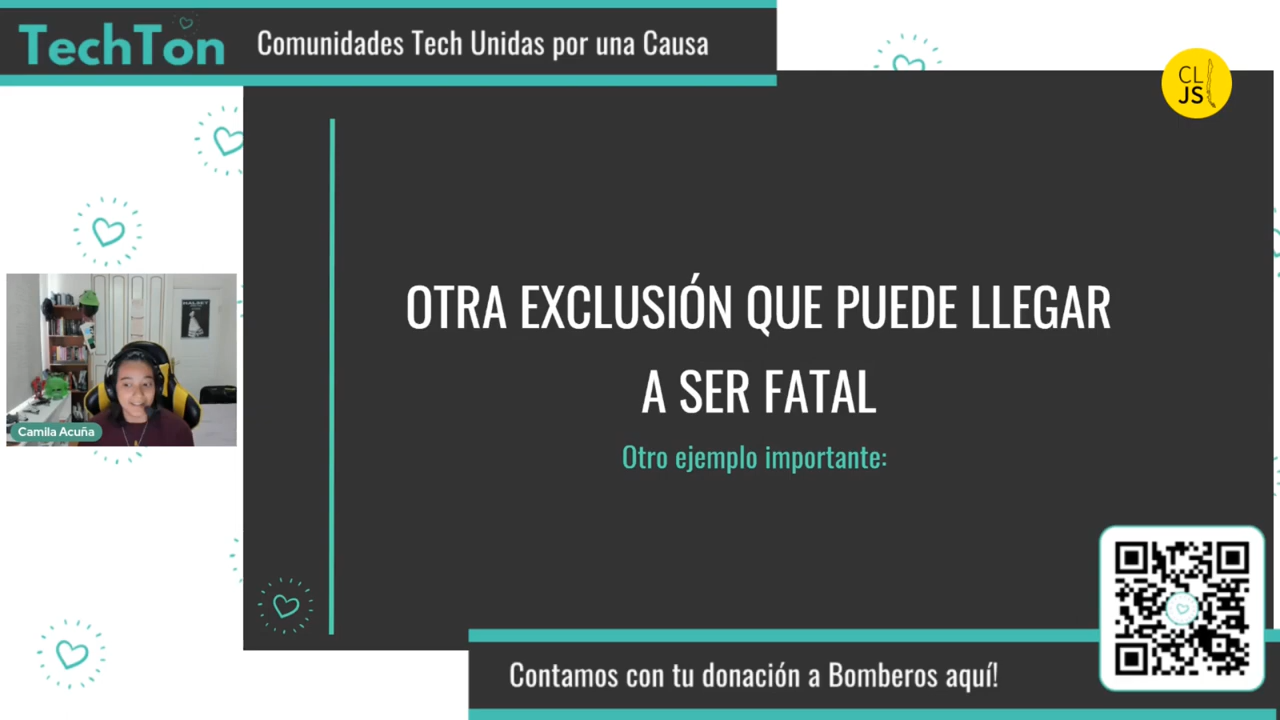 TechTon
Comunidades Tech Unidas por una Causa
CL
JS
OTRA EXCLUSIÓN QUE PUEDE LLEGAR
A SER FATAL
Otro ejemplo importante:
Camila Acuña
Contamos con tu donación a Bomberos aquí!